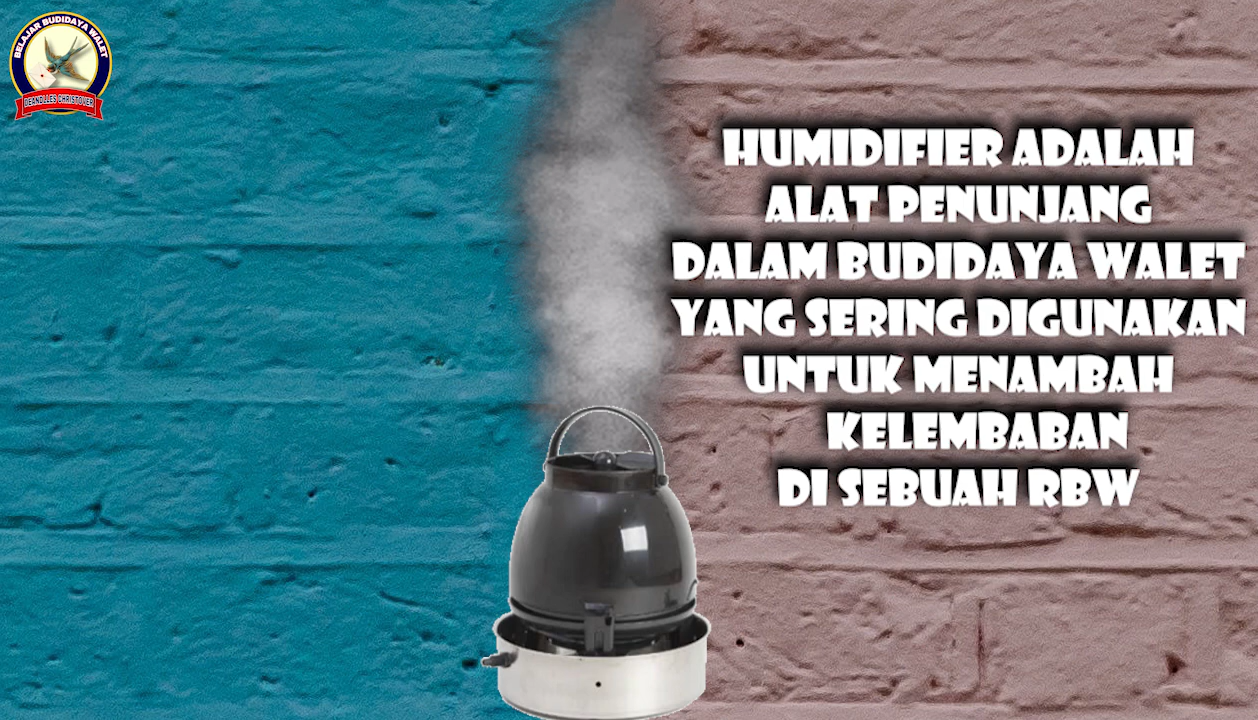 BELAJAR BUDIDAYA WALET
DEANDLLES CHRISTOVER
HUMIDIFIER ADALAH
ALAT PENUNJANG
DALAM BUDIDAYA WALET
YANG SERING DIGUNAKAN
UNTUK MENAMBAH
KELEMBABAN
DI SEBUAH RBW